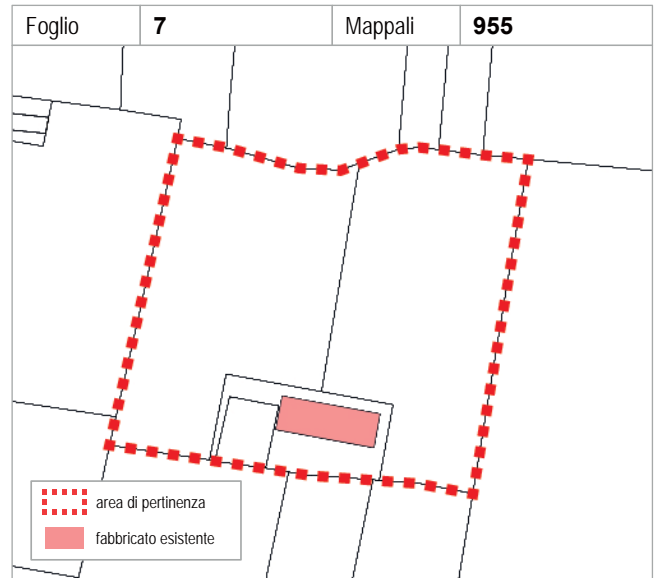 Foglio 7 Mappali 955
area di pertinenza
fabbricato esistente